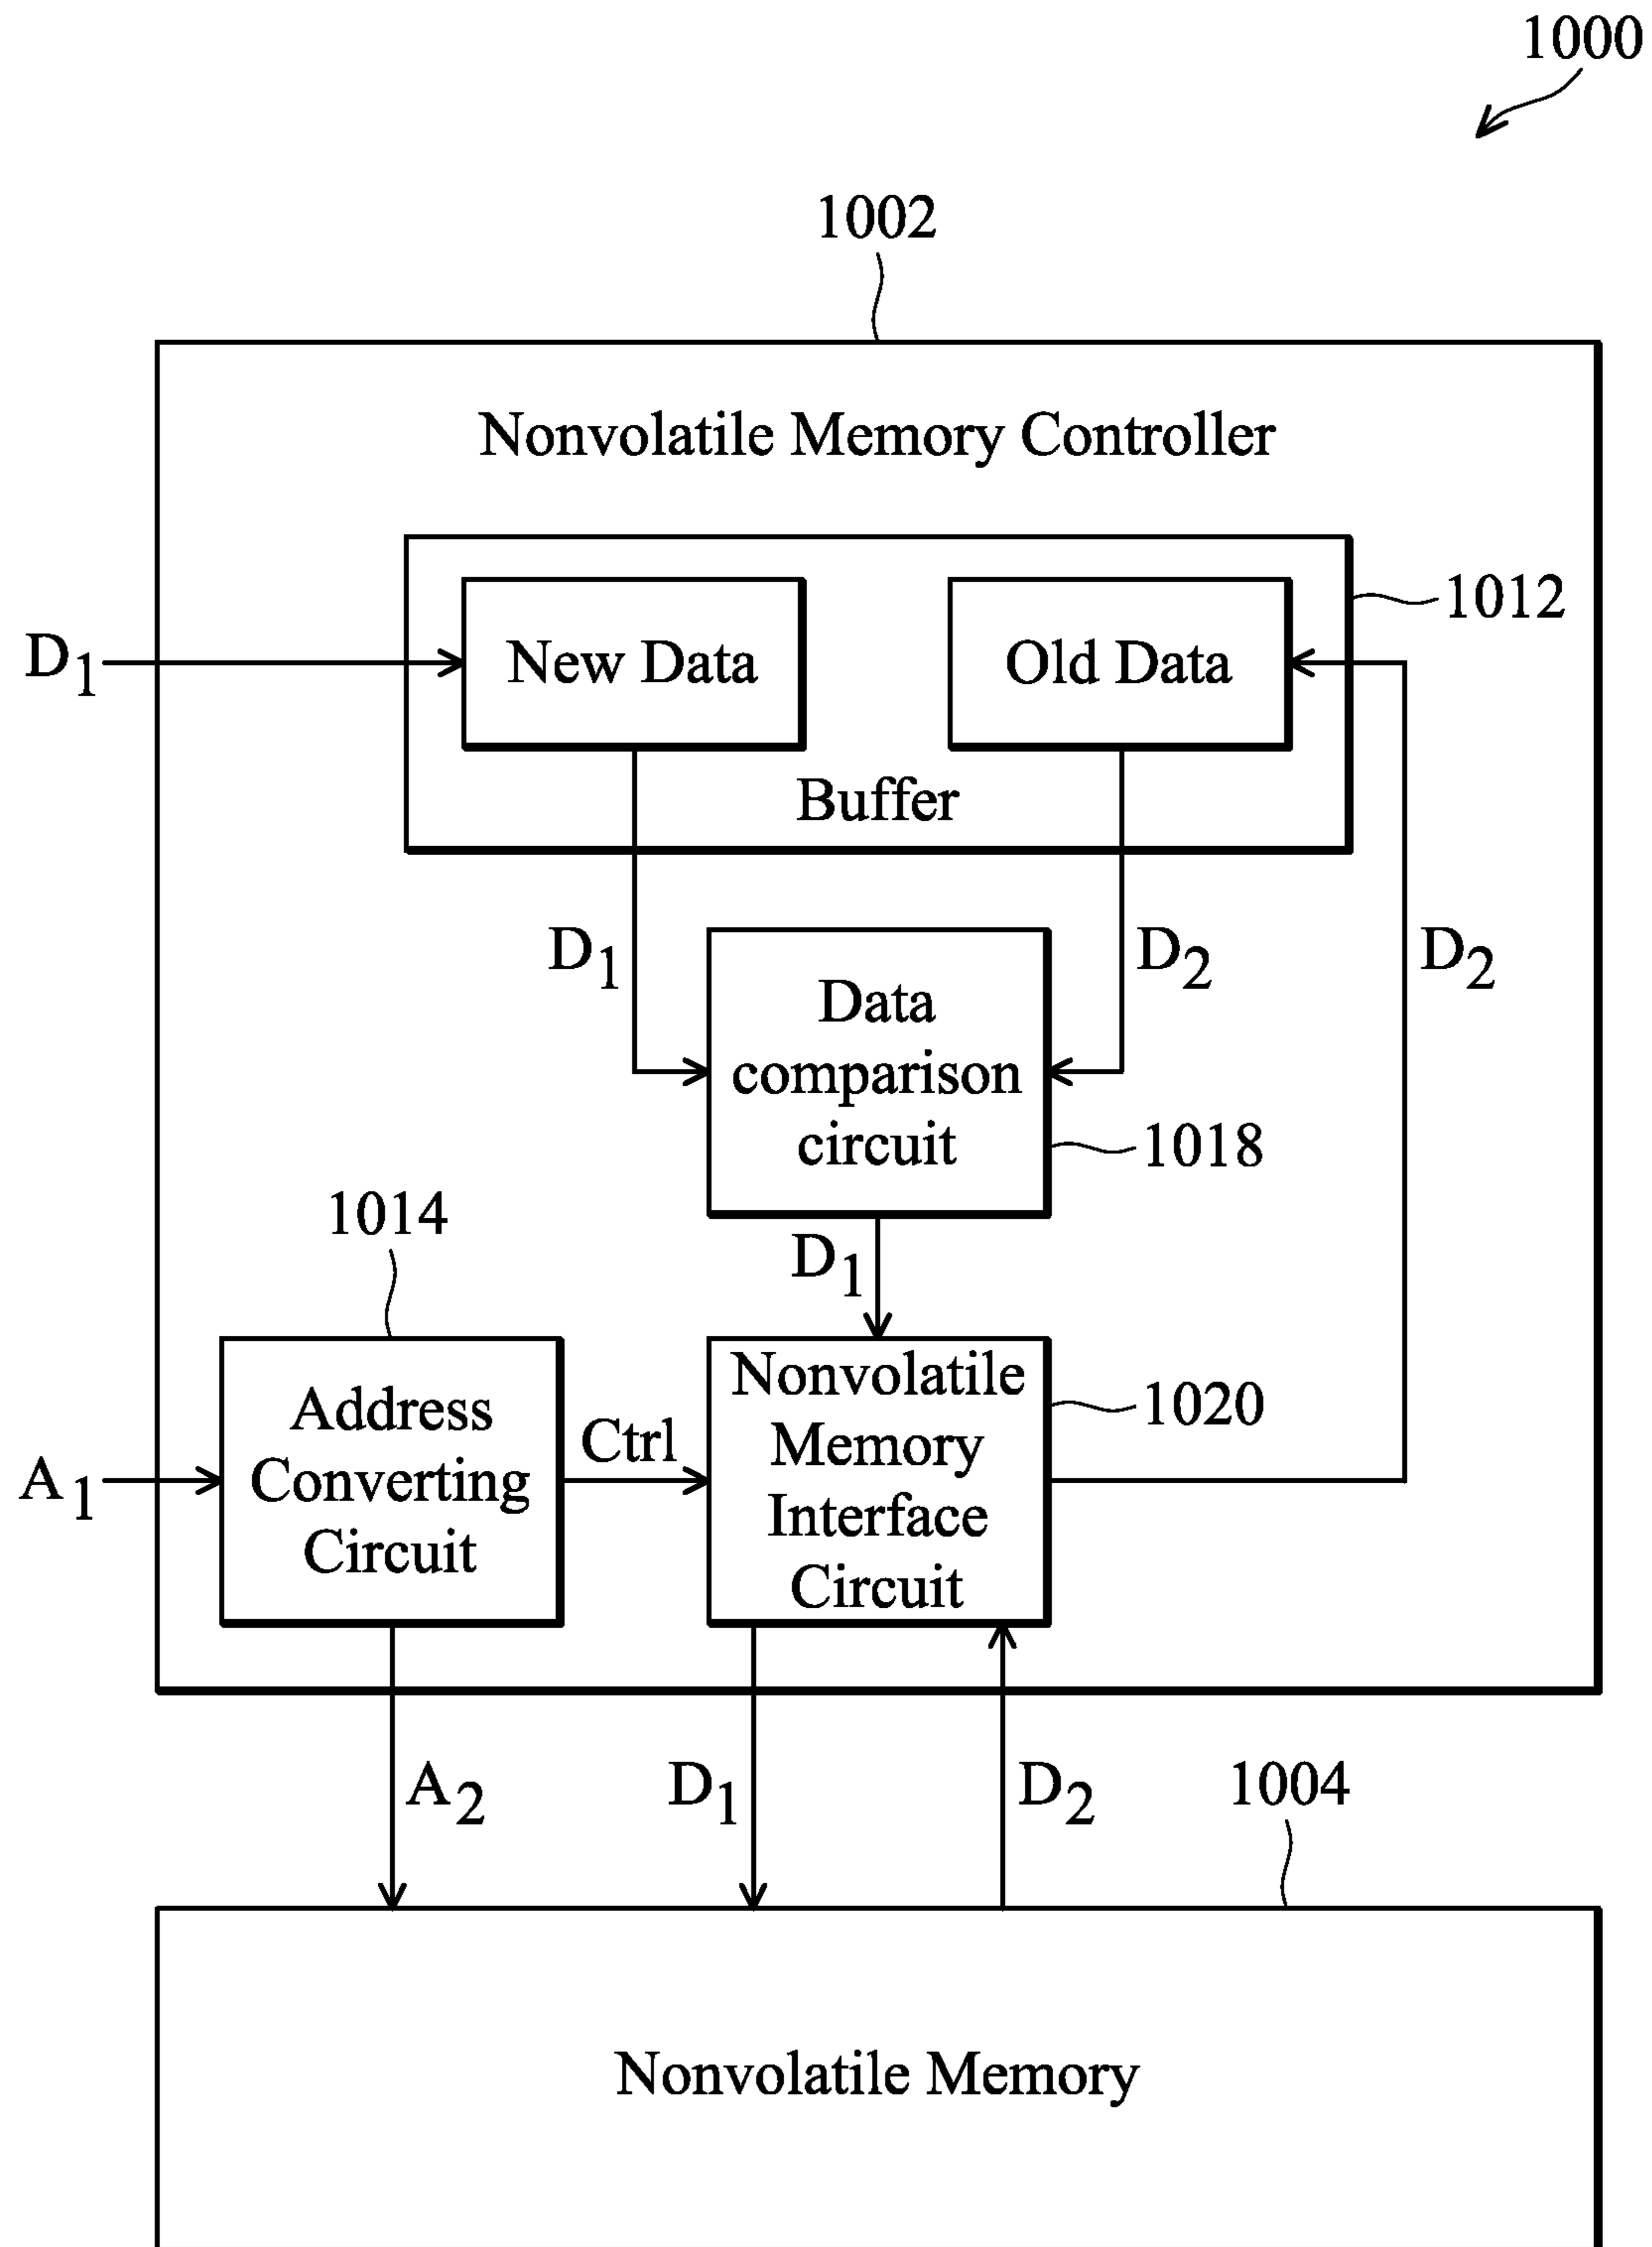 1000
1002
Nonvolatile Memory Controller
1012
D1
New Data
Old Data
Buffer
D1
D2
D2
Data
comparison
circuit
1018
1014
D1
Address
Converting
Circuit
Ctrl
Nonvolatile
Memory
Interface
Circuit
1020
A1
A2
D1
D2
1004
Nonvolatile Memory